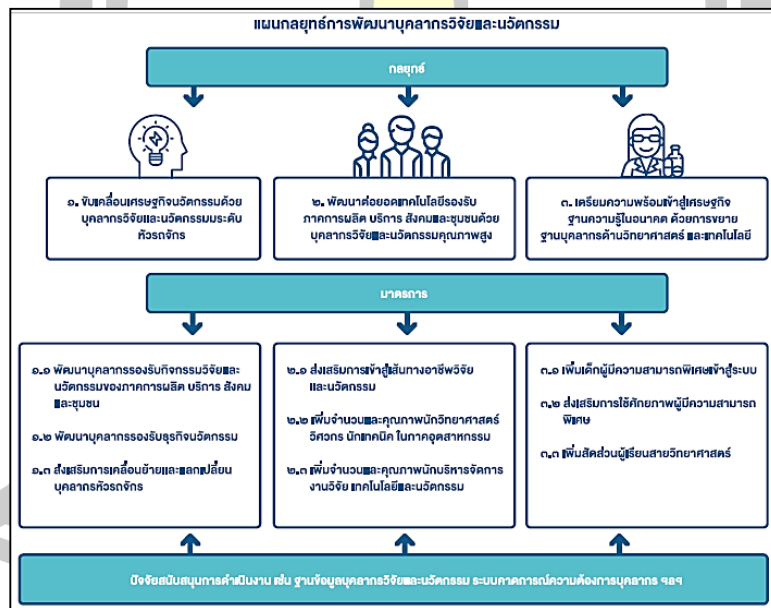 แผนกลยุทธ์การพัฒนาบุคลากรวิจัยและนวัตกรรม
กลยุทธ์
๑. ขับเคลื่อนเศรษฐกิจนวัตกรรมด้วย
บุคลากรวิจัยและนวัตกรรมมระดับ
หัวรถจักร
๒. พัฒนาต่อยอดเทคโนโลยีรองรับ
ภาคการผลิต บริการ สังคมและชุมชนด้วย
บุคลากรวิจัยและนวัตกรรมคุณภาพสูง
๓. เตรียมความพร้อมเข้าสู่เศรษฐกิจ
ฐานความรู้ในอนาคต ด้วยการขยาย
ฐานบุคลากรด้านวิทยาศาสตร์ และเทคโนโลยี
มาตรการ
๑.๑ พัฒนาบุคลากรรองรับกิจกรรมวิจัยและ
นวัตกรรมของภาคการผลิต บริการ สังคม
และชุมชน
๑.๒ พัฒนาบุคลากรรองรับธุรกิจนวัตกรรม
๑.๓ ส่งเสริมการเคลื่อนย้ายและแลกเปลี่ยน
บุคลากรหัวรถจักร
๒.๑ ส่งเสริมการเข้าสู่เส้นทางอาชีพวิจัย
และนวัตกรรม
๒.๒ เพิ่มจำนวนและคุณภาพนักวิทยาศาสตร์
วิศวกร นักเทคนิค ในภาคอุตสาหกรรม
๒.๓ เพิ่มจำนวนและคุณภาพนักบริหารจัดการ
งานวิจัย เทคโนโลยีและนวัตกรรม
๓.๑ เพิ่มเด็กผู้มีความสามารถพิเศษเข้าสู่ระบบ
๓.๒ ส่งเสริมการใช้ศักยภาพผู้มีความสามารถ
พิเศษ
๓.๓ เพิ่มสัดส่วนผู้เรียนสายวิทยาศาสตร์
ปัจจัยสนับสนุนการดำเนินงาน เช่น ฐานข้อมูลบุคลากรวิจัยและนวัตกรรม ระบบคาดการณ์ความต้องการบุคลากร ฯลฯ